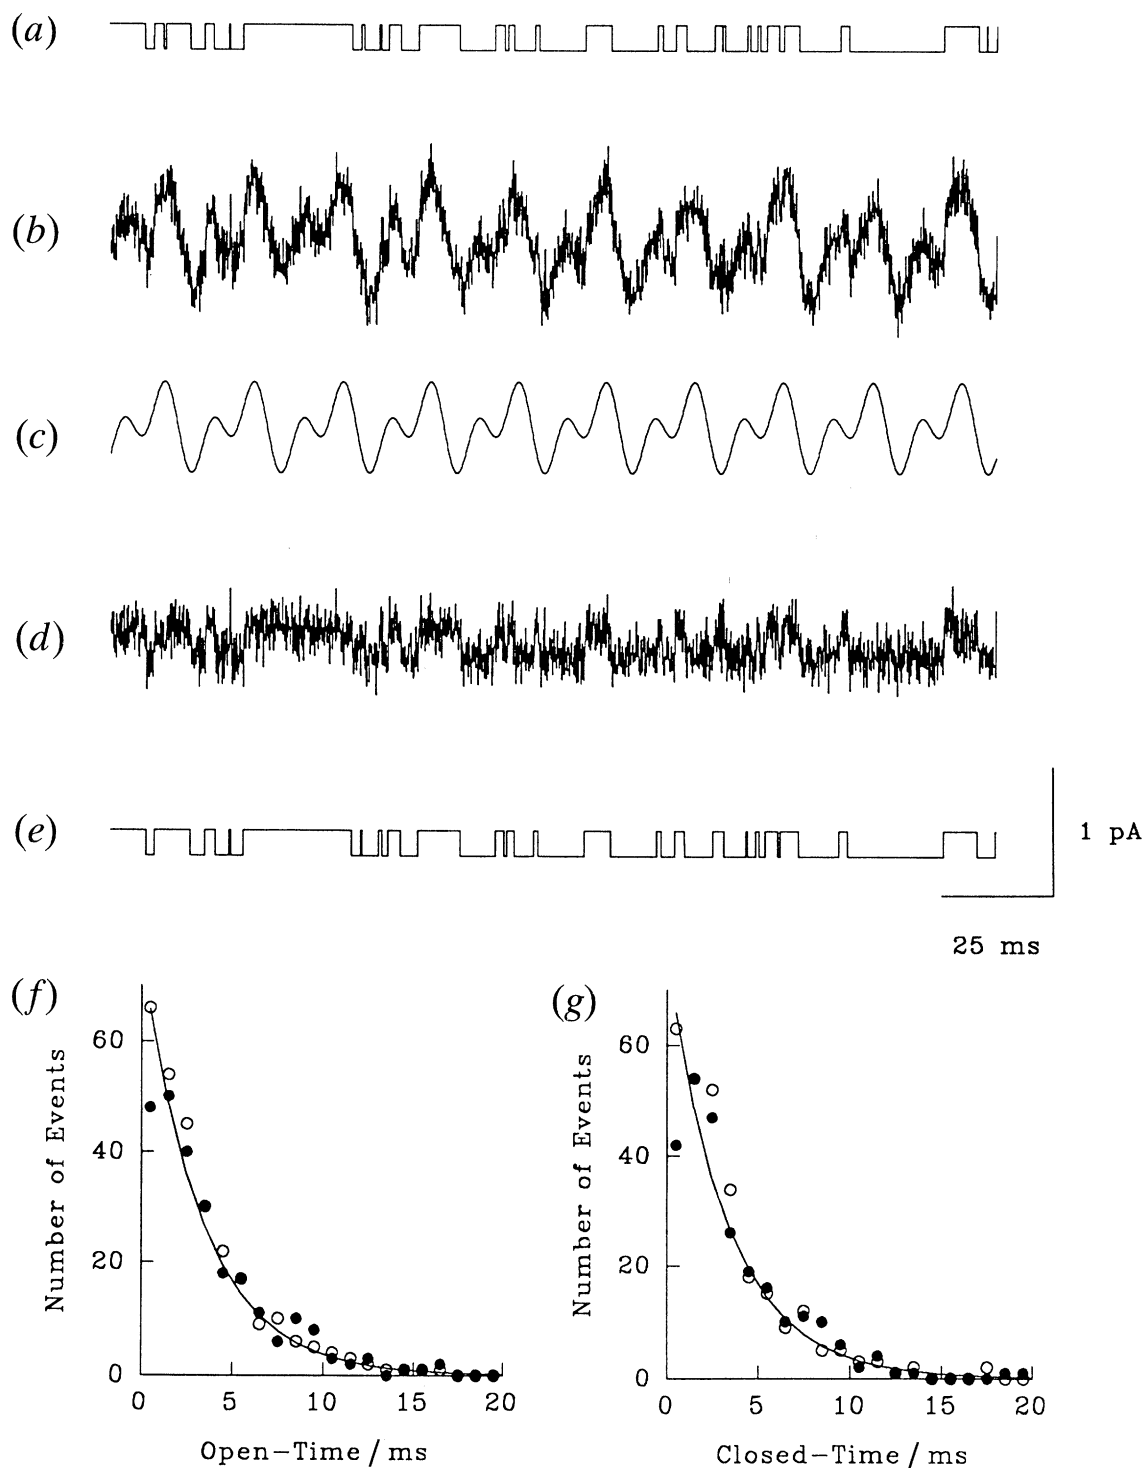 (a)
(b)
(c)
(d)
(e)
1 pA
25 ms
(f)
Number of Events
60
40
20
0
0 5 10 15 20
Open-Time / ms
(g)
Number of Events
60
40
20
0
0 5 10 15 20
Closed-Time / ms